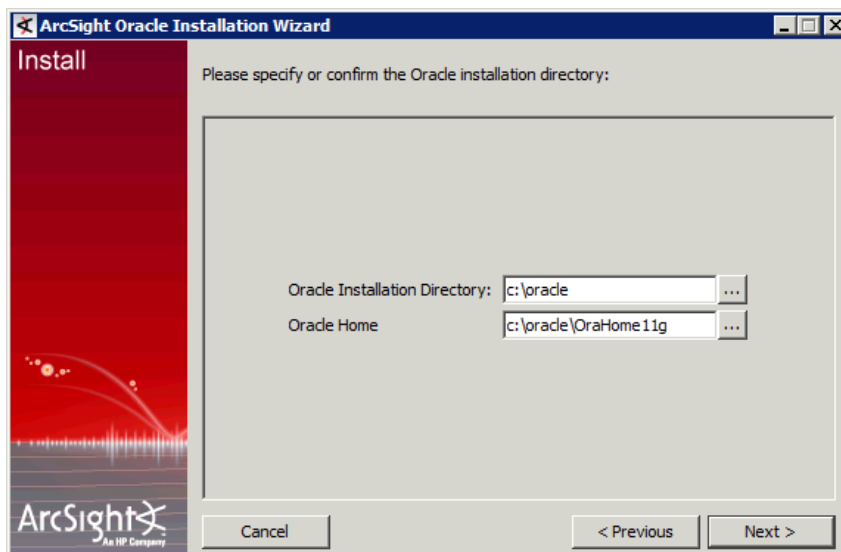 ArcSight Oracle Installation Wizard
Install
Please specify or confirm the Oracle installation directory:
Oracle Installation Directory: c:\oracle ...
Oracle Home c:\oracle\OraHome11g ...
ArcSight
An HP Company
Cancel < Previous Next >